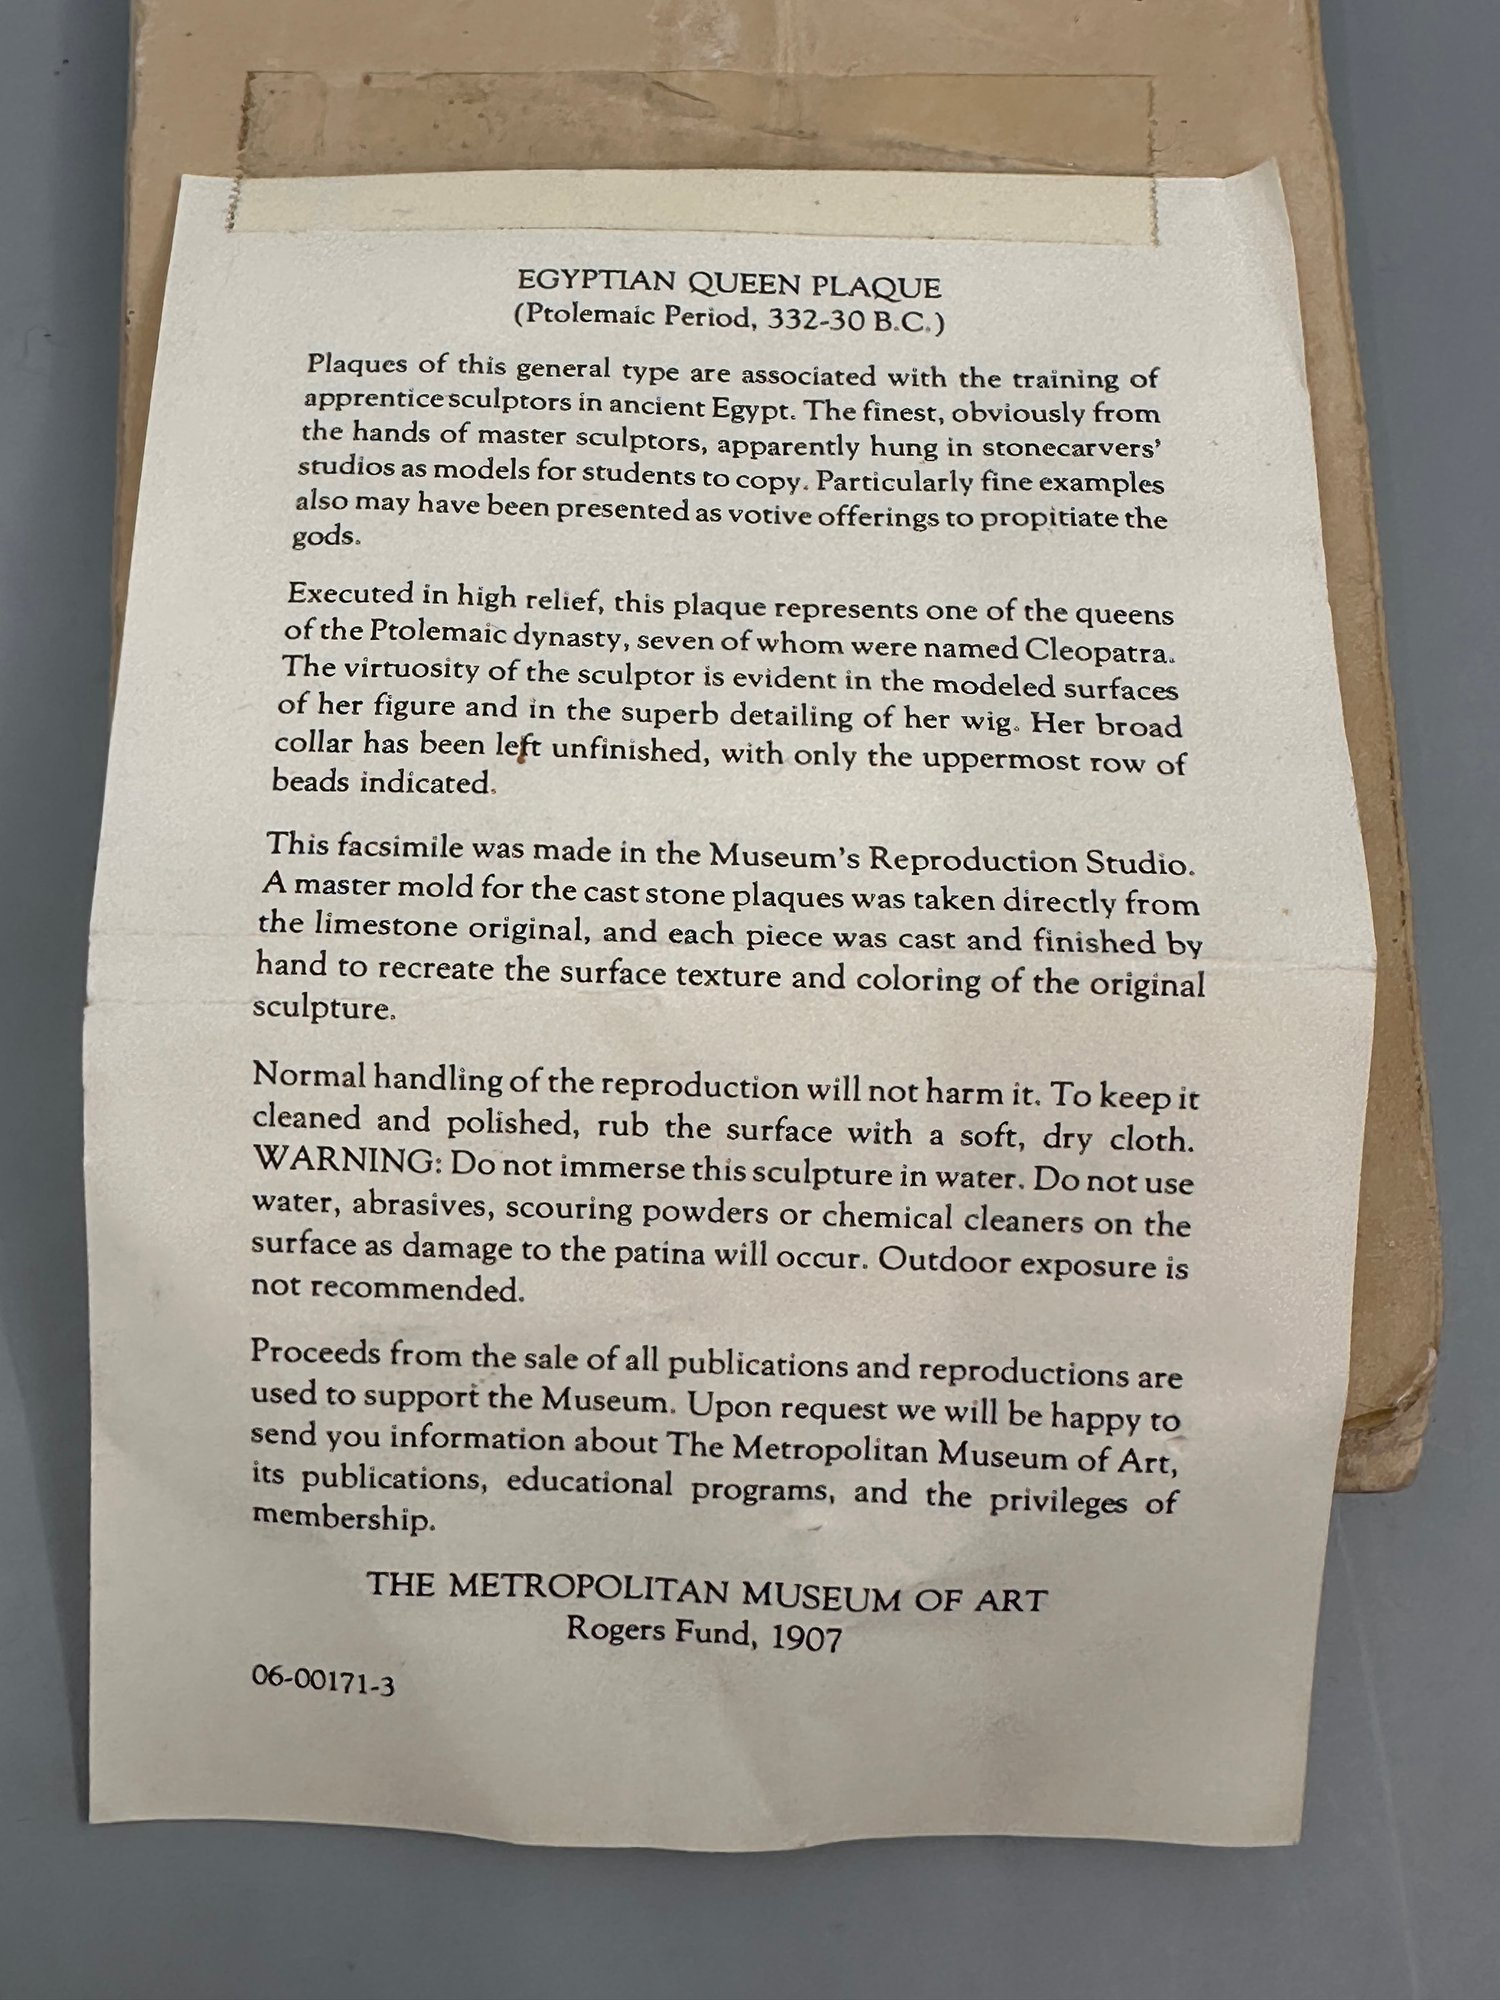 EGYPTIAN QUEEN PLAQUE
(Ptolemaic Period, 332-30 B.C.)
Plaques of this general type are associated with the training of
apprentice sculptors in ancient Egypt. The finest, obviously from
the hands of master sculptors, apparently hung in stonecarvers'
studios as models for students to copy. Particularly fine examples
also may have been presented as votive offerings to propitiate the
gods.
Executed in high relief, this plaque represents one of the queens
of the Ptolemaic dynasty, seven of whom were named Cleopatra.
The virtuosity of the sculptor is evident in the modeled surfaces
of her figure and in the superb detailing of her wig. Her broad
collar has been left unfinished, with only the uppermost row of
beads indicated.
This facsimile was made in the Museum's Reproduction Studio.
A master mold for the cast stone plaques was taken directly from
the limestone original, and each piece was cast and finished by
hand to recreate the surface texture and coloring of the original
sculpture.
Normal handling of the reproduction will not harm it. To keep it
cleaned and polished, rub the surface with a soft, dry cloth.
WARNING: Do not immerse this sculpture in water. Do not use
water, abrasives, scouring powders or chemical cleaners on the
surface as damage to the patina will occur. Outdoor exposure is
not recommended.
Proceeds from the sale of all publications and reproductions are
used to support the Museum. Upon request we will be happy to
send you information about The Metropolitan Museum of Art,
its publications, educational programs, and the privileges of
membership.
THE METROPOLITAN MUSEUM OF ART
Rogers Fund, 1907
06-00171-3